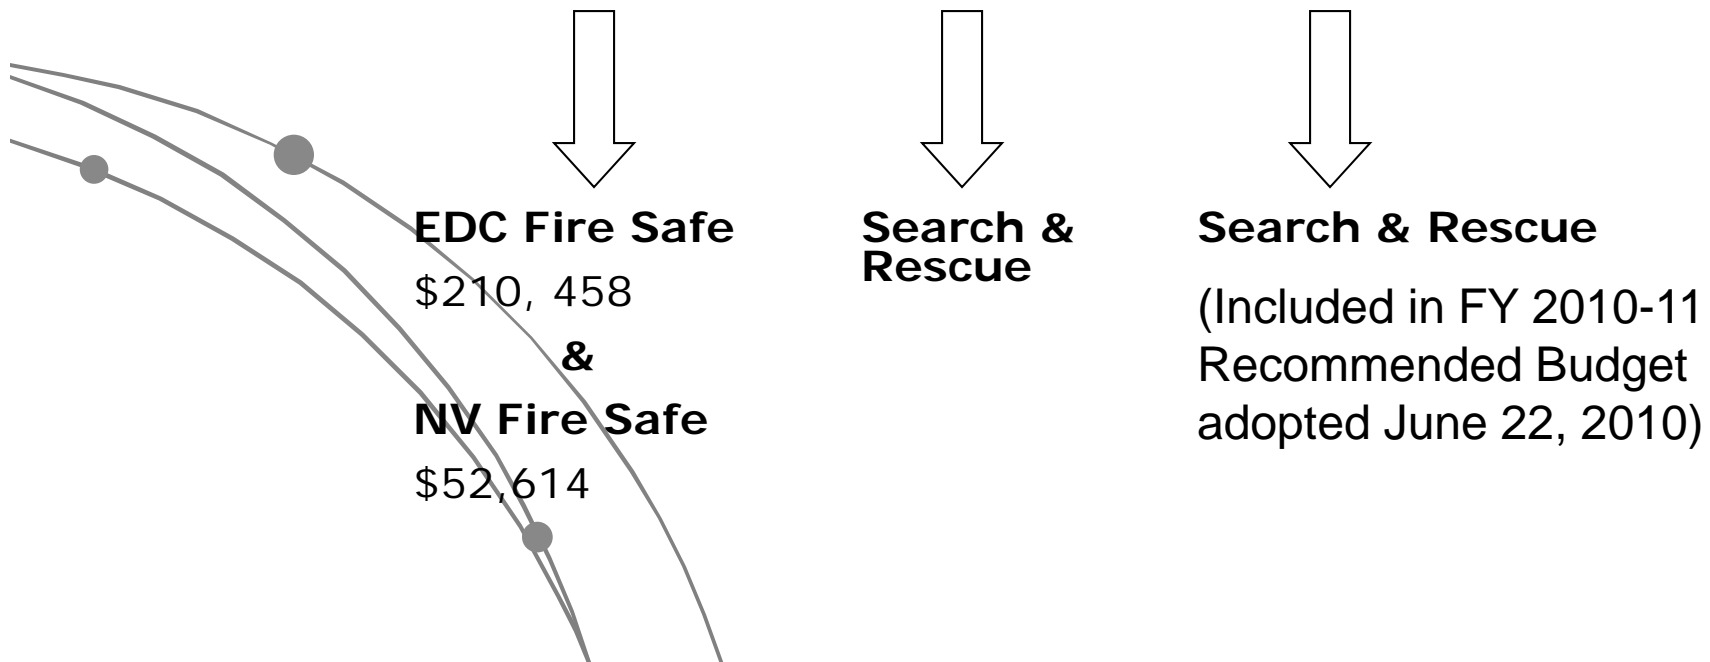 EDC Fire Safe
$210, 458
&
NV Fire Safe
$52,614
Search &
Rescue
Search & Rescue
(Included in FY 2010-11
Recommended Budget
adopted June 22, 2010)